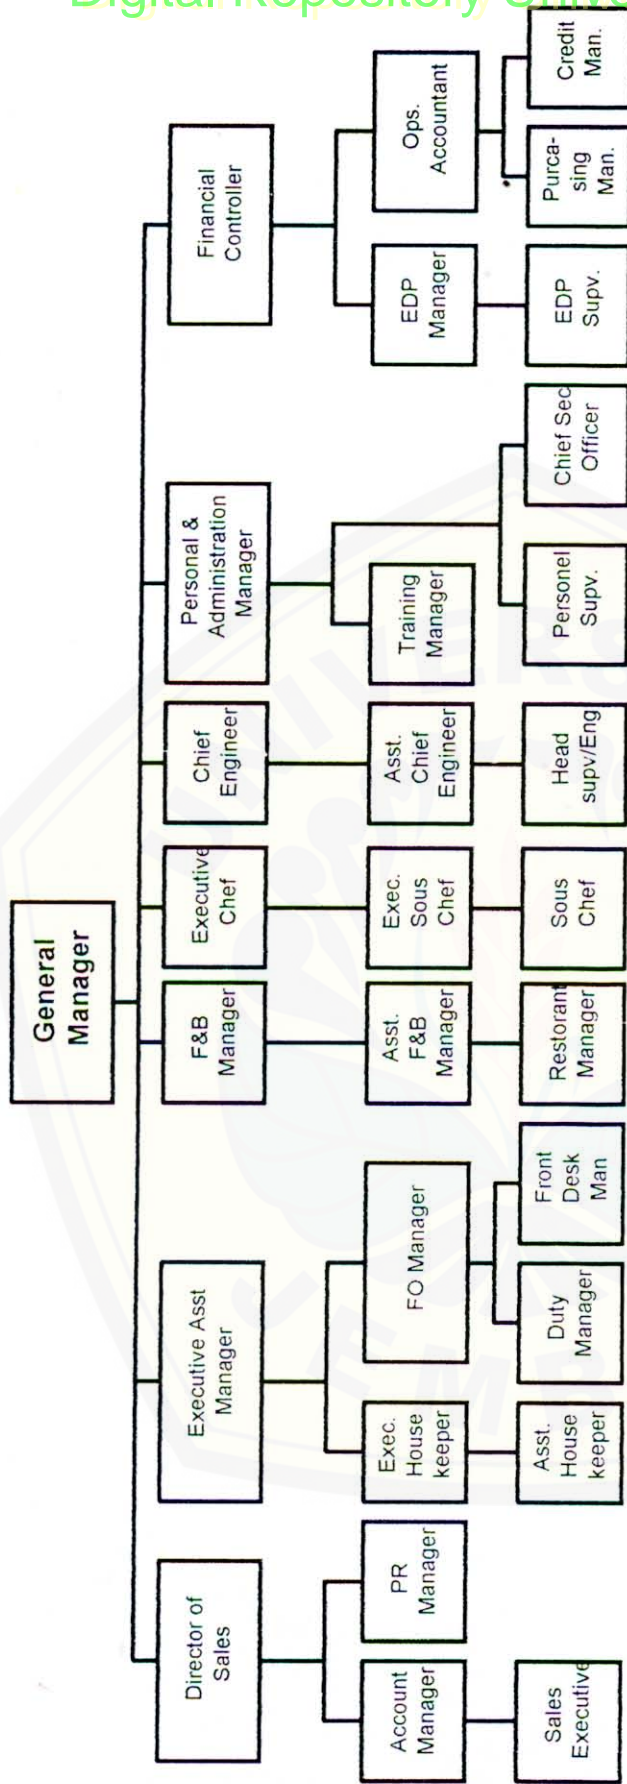 Digital Repository Unive
General
Manager
Director of
Sales
Executive Asst
Manager
F&B
Manager
Executive
Chef
Chief
Engineer
Personal &
Administration
Manager
Financial
Controller
Account
Manager
PR
Manager
Exec.
House
keeper
FO Manager
Asst.
F&B
Manager
Exec.
Sous
Chef
Asst.
Chief
Engineer
Training
Manager
EDP
Manager
Ops.
Accountant
Sales
Executive
Asst.
House
keeper
Duty
Manager
Front
Desk
Man
Restorant
Manager
Sous
Chef
Head
supv/Eng
Personel
Supv.
Chief Sec
Officer
EDP
Supv.
Purca-
sing
Man.
Credit
Man.
UNIVERS
JEMB